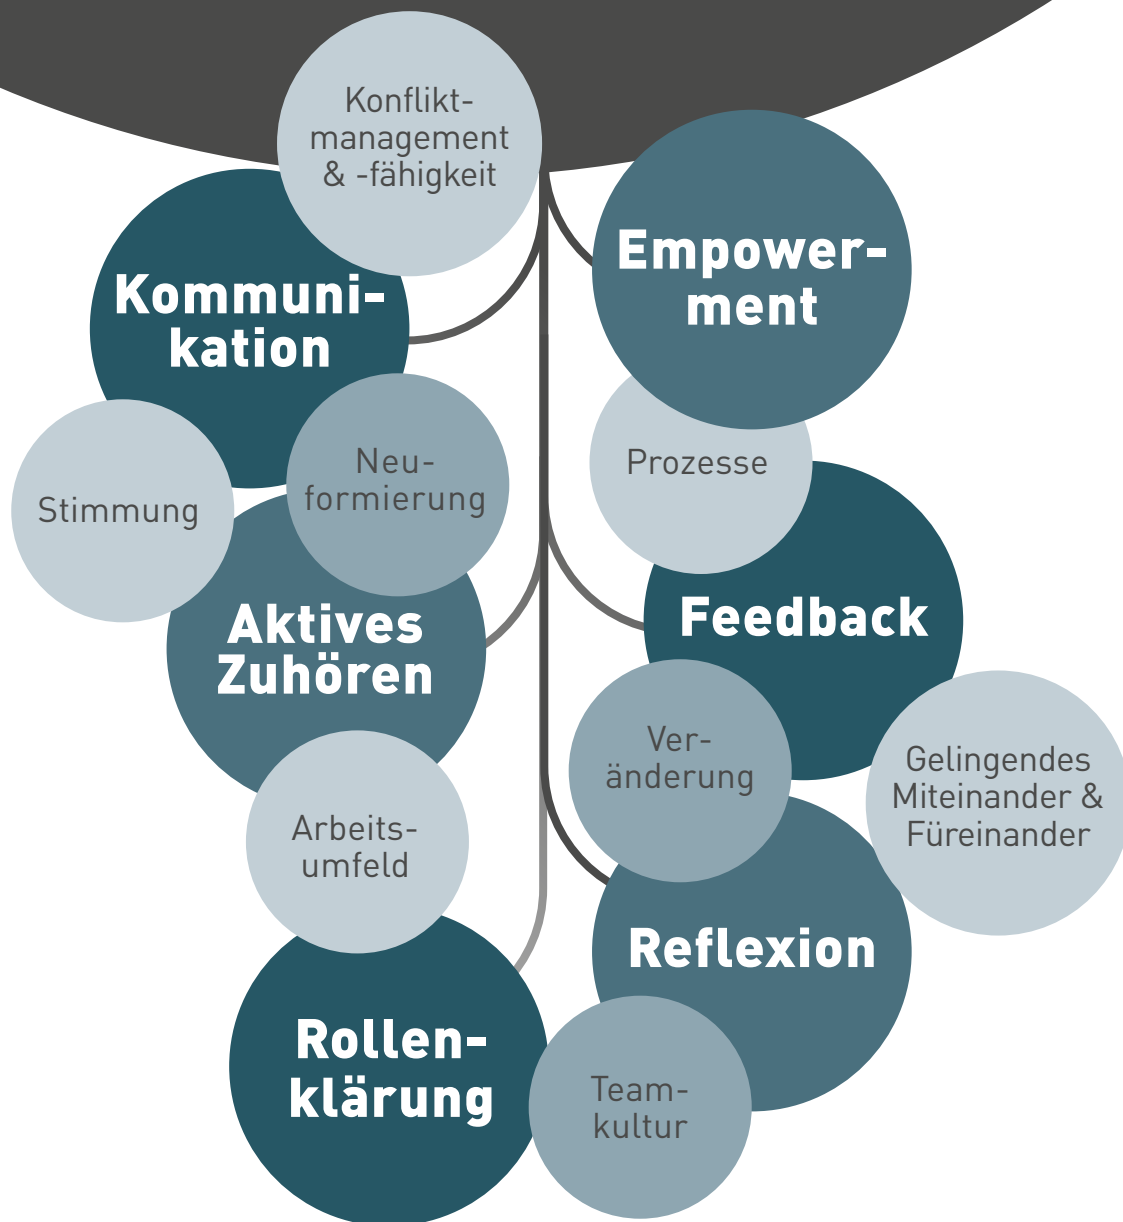 Konflikt-
management
& -fähigkeit
Empower-
ment
Kommuni-
kation
Neu-
formierung
Prozesse
Stimmung
Aktives
Zuhören
Feedback
Ver-
änderung
Gelingendes
Miteinander &
Füreinander
Arbeits-
umfeld
Reflexion
Rollen-
klärung
Team-
kultur